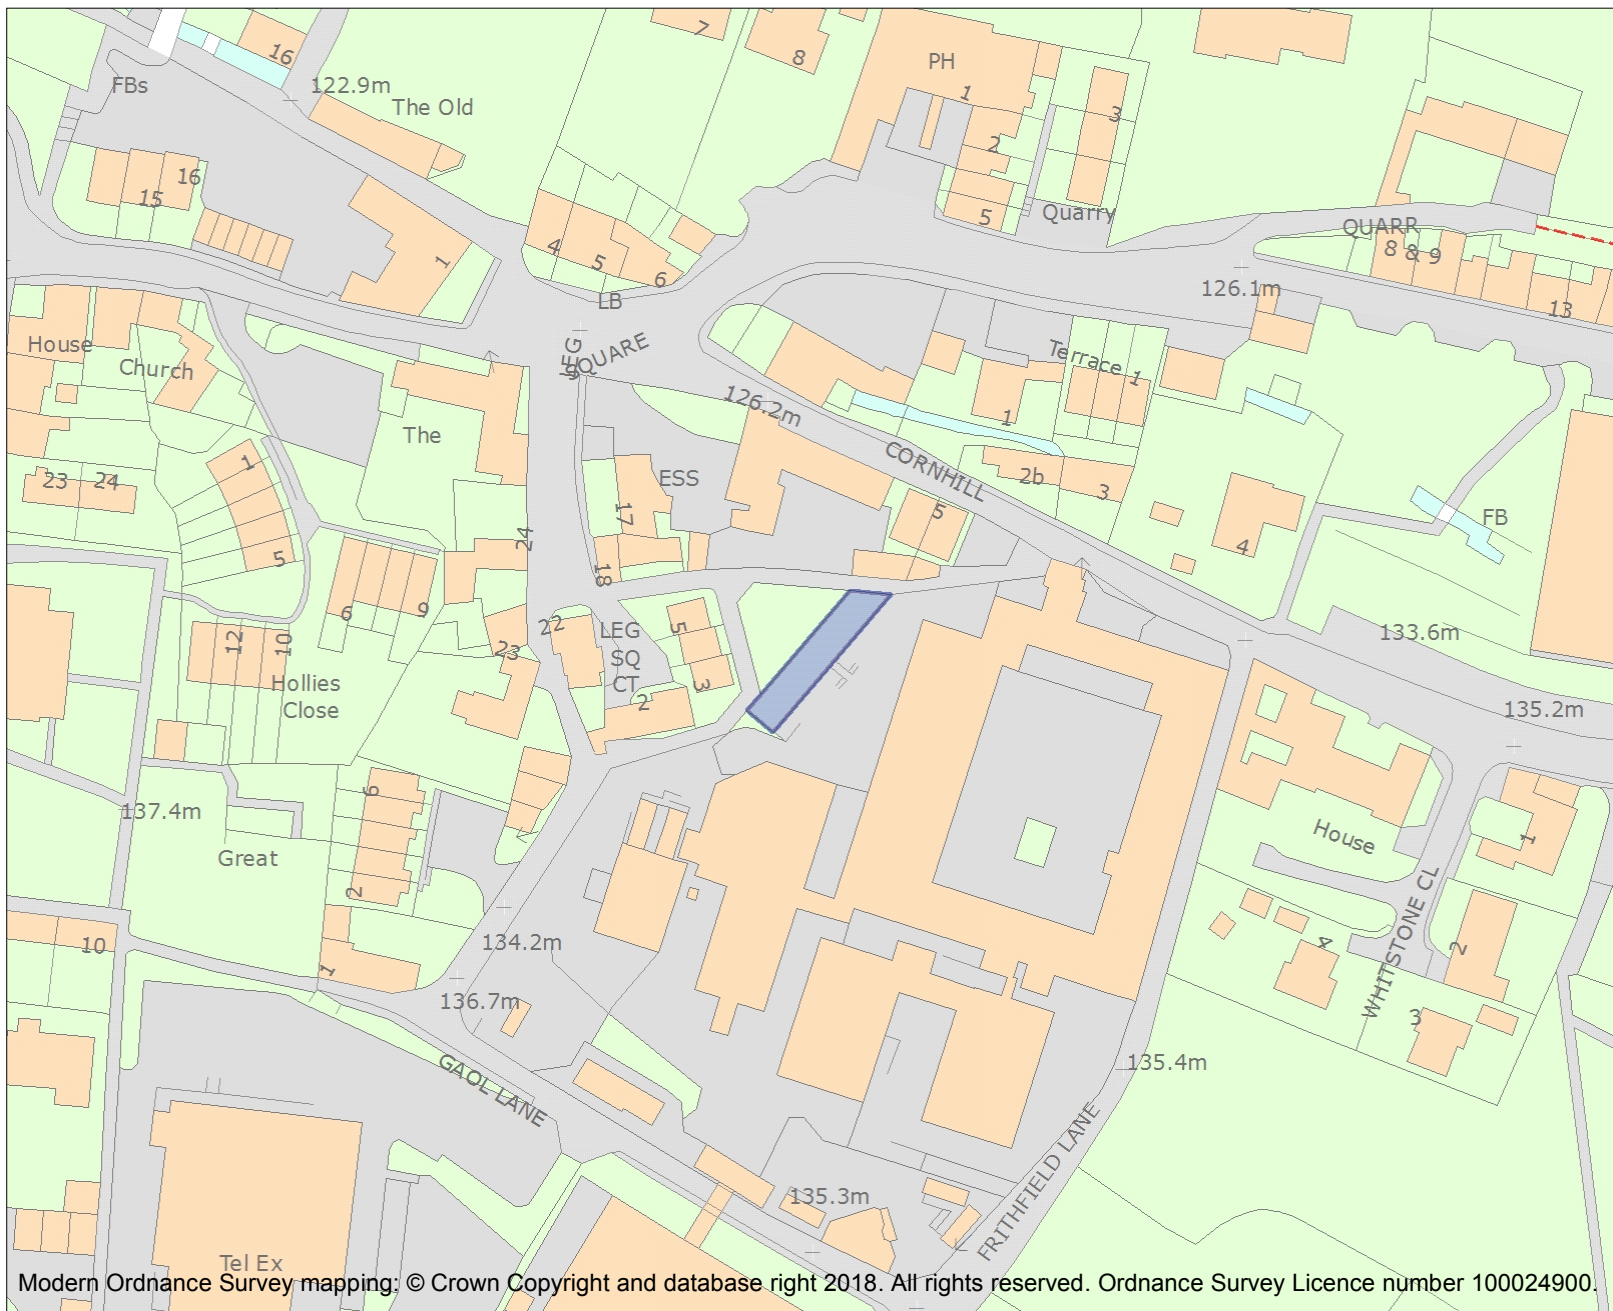 7
8
PH
16
FBs
122.9m
The Old
1
2
3
16
15
5
Quarry
QUARR
8 & 9
4
5
6
1
LB
126.1m
13
House
Church
LEG
SQUARE
Terrace 1
126.2m
1
The
CORNHILL
2b
3
1
23
24
ESS
17
5
FB
24
4
5
18
6
9
12
10
22
23
LEG
SQ
CT
5
3
2
133.6m
Hollies
Close
135.2m
137.4m
6
House
1
Great
2
WHITSTONE CL
10
134.2m
4
2
1
136.7m
3
GAOL LANE
135.4m
FRITHFIELD LANE
135.3m
Tel Ex
Modern Ordnance Survey mapping: © Crown Copyright and database right 2018. All rights reserved. Ordnance Survey Licence number 100024900.